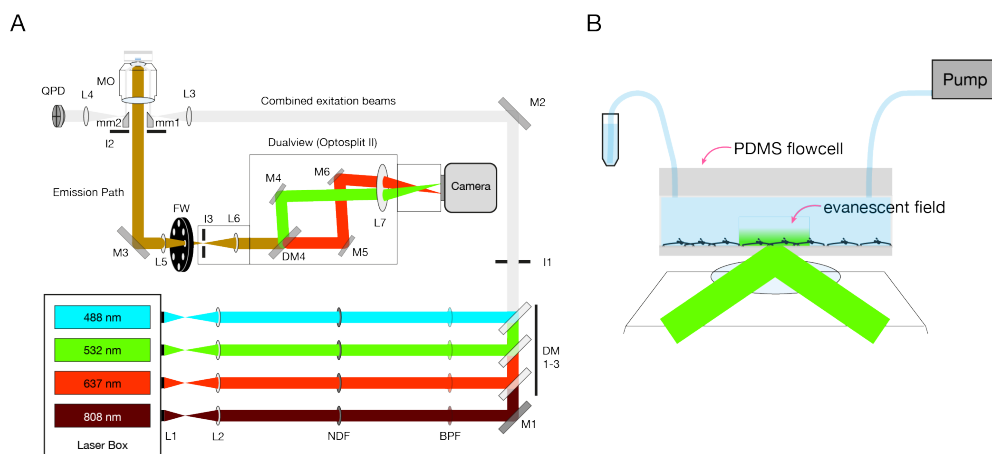 A
B
MO
QPD
L4
L3
Combined exitation beams
M2
mm2
mm1
I2
Dualview (Optosplit II)
M4
M6
Camera
Emission Path
FW
I3
L6
L7
M3
L5
DM4
M5
I1
488 nm
532 nm
637 nm
808 nm
DM
1-3
M1
L1
L2
NDF
BPF
Laser Box
Pump
PDMS flowcell
evanescent field